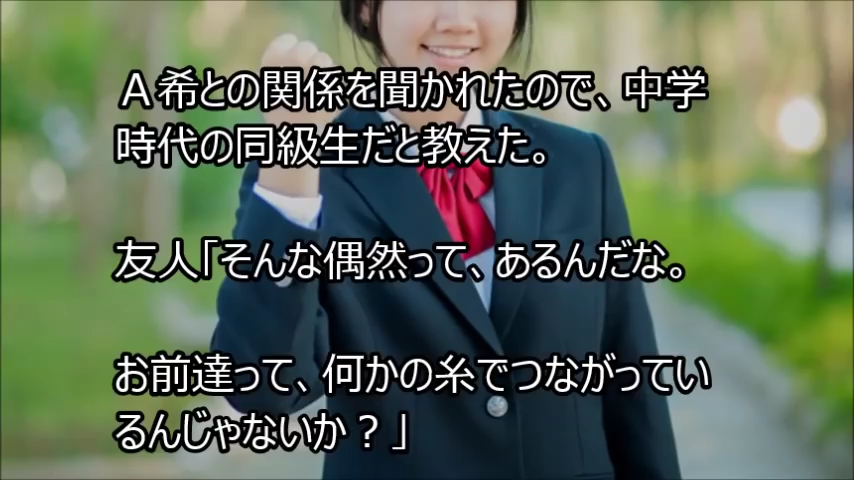 Ａ希との関係を聞かれたので、中学
時代の同級生だと教えた。
友人「そんな偶然って、あるんだな。
お前達って、何かの糸でつながってい
るんじゃないか？」